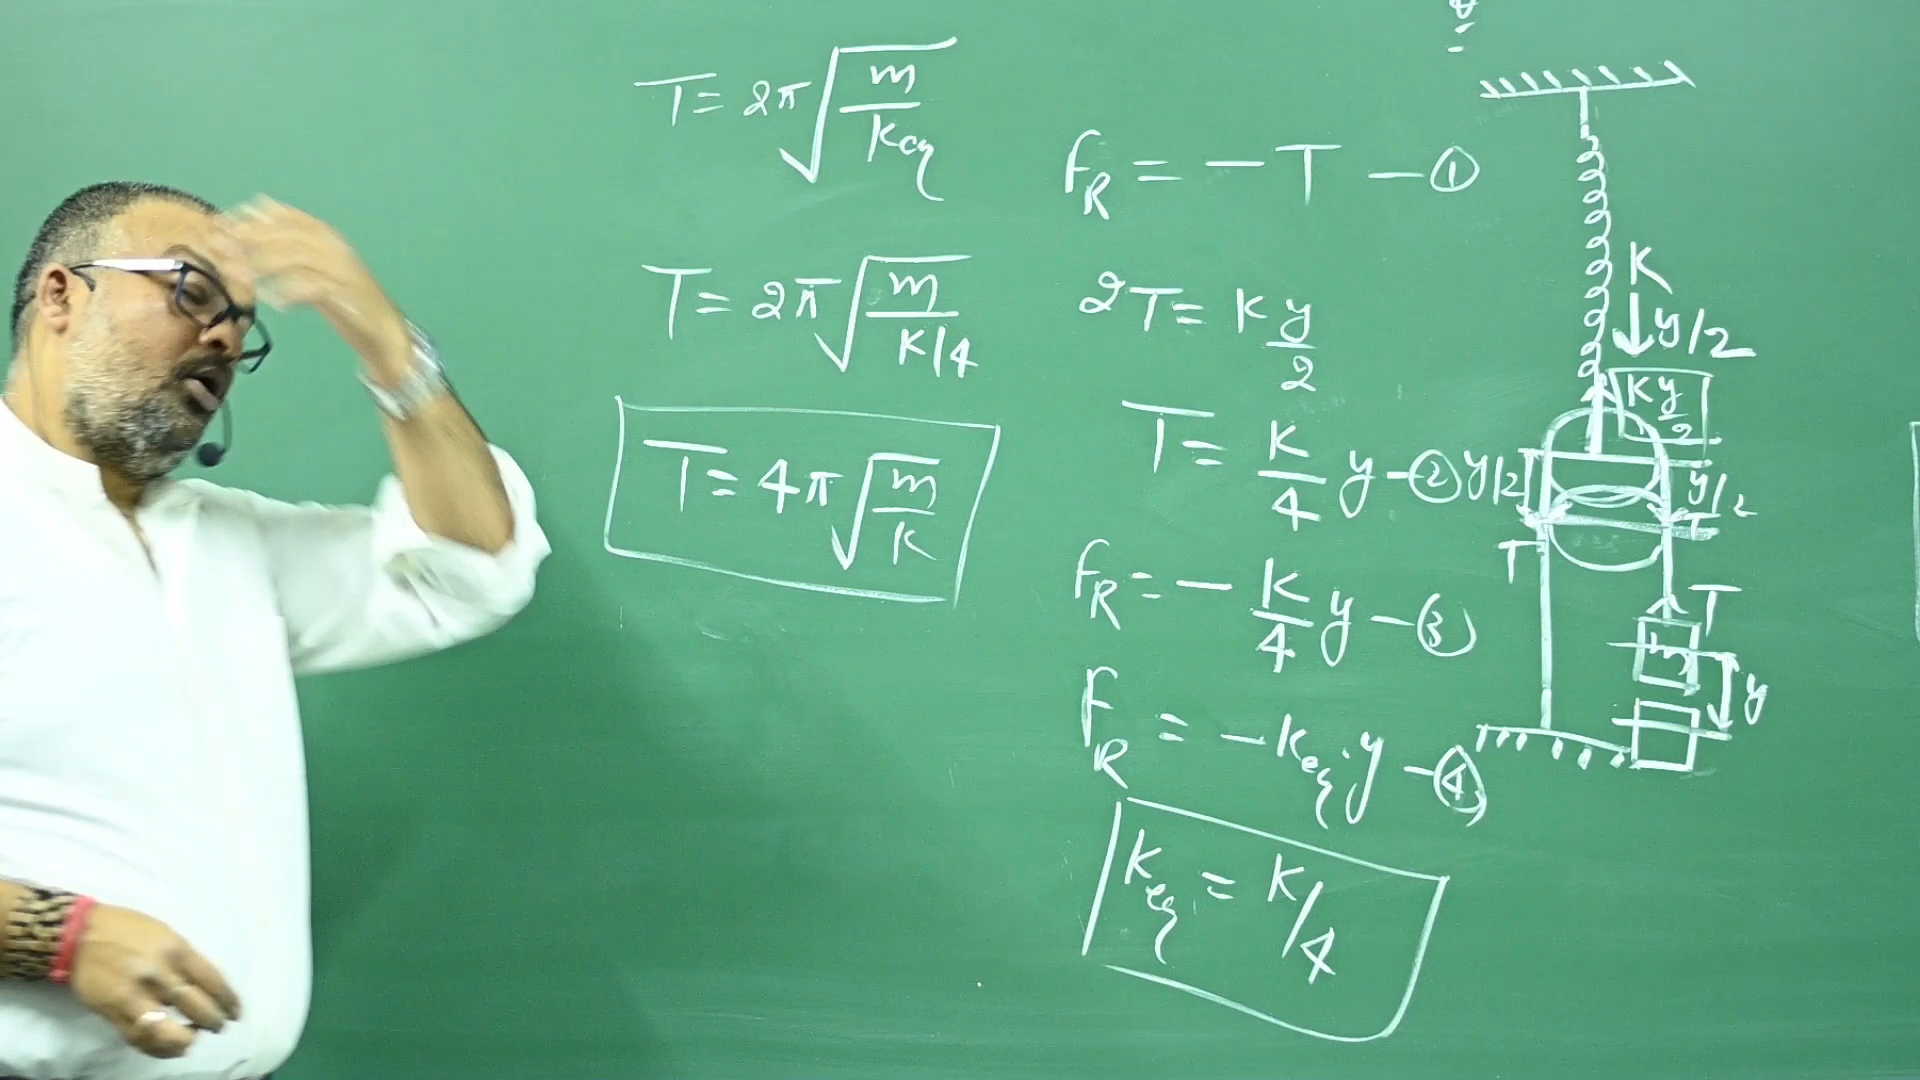 T = 2π√(m/keq)
T = 2π√(m/(K/4))
T = 4π√(m/k)
FR = - T - ①
2T = K y/2
T = K/4 y - ②
FR = - K/4 y - ③
FR = - keq . y - ④
keq = K/4
K
y/2
K y/2
y/2
y/2
T
T
T
m
y